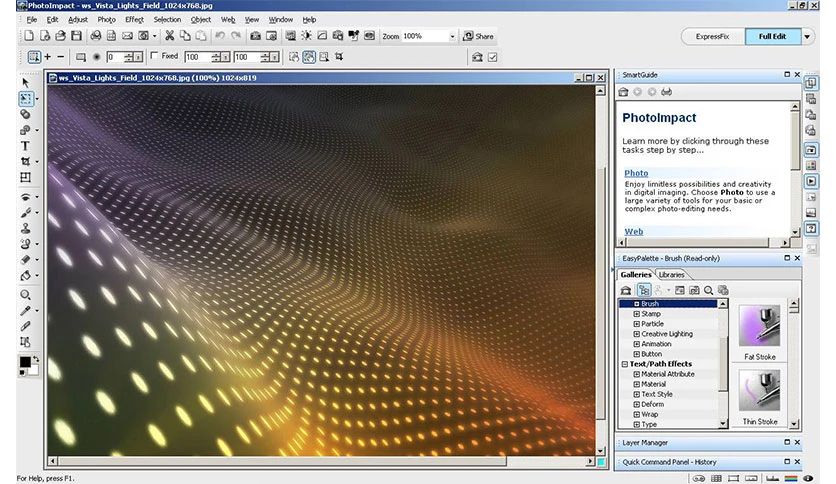 PhotoImpact - ws_Vista_Lights_Field_1024x768.jpg
File Edit Adjust Photo Effect Selection Object Web View Window Help
Zoom 100% Share ExpressFix Full Edit
0 Fixed 100 100
ws_Vista_Lights_Field_1024x768.jpg (100%) 1024x819
T
SmartGuide
PhotoImpact
Learn more by clicking through these
tasks step by step...
Photo
Enjoy limitless possibilities and creativity
in digital imaging. Choose Photo to use a
large variety of tools for your basic or
complex photo-editing needs.
Web
EasyPalette - Brush (Read-only)
Galleries Libraries
Brush
Stamp
Particle
Creative Lighting
Animation
Button
Text/Path Effects
Material Attribute
Material
Text Style
Deform
Wrap
Type
Fat Stroke
Thin Stroke
Layer Manager
Quick Command Panel - History
For Help, press F1.